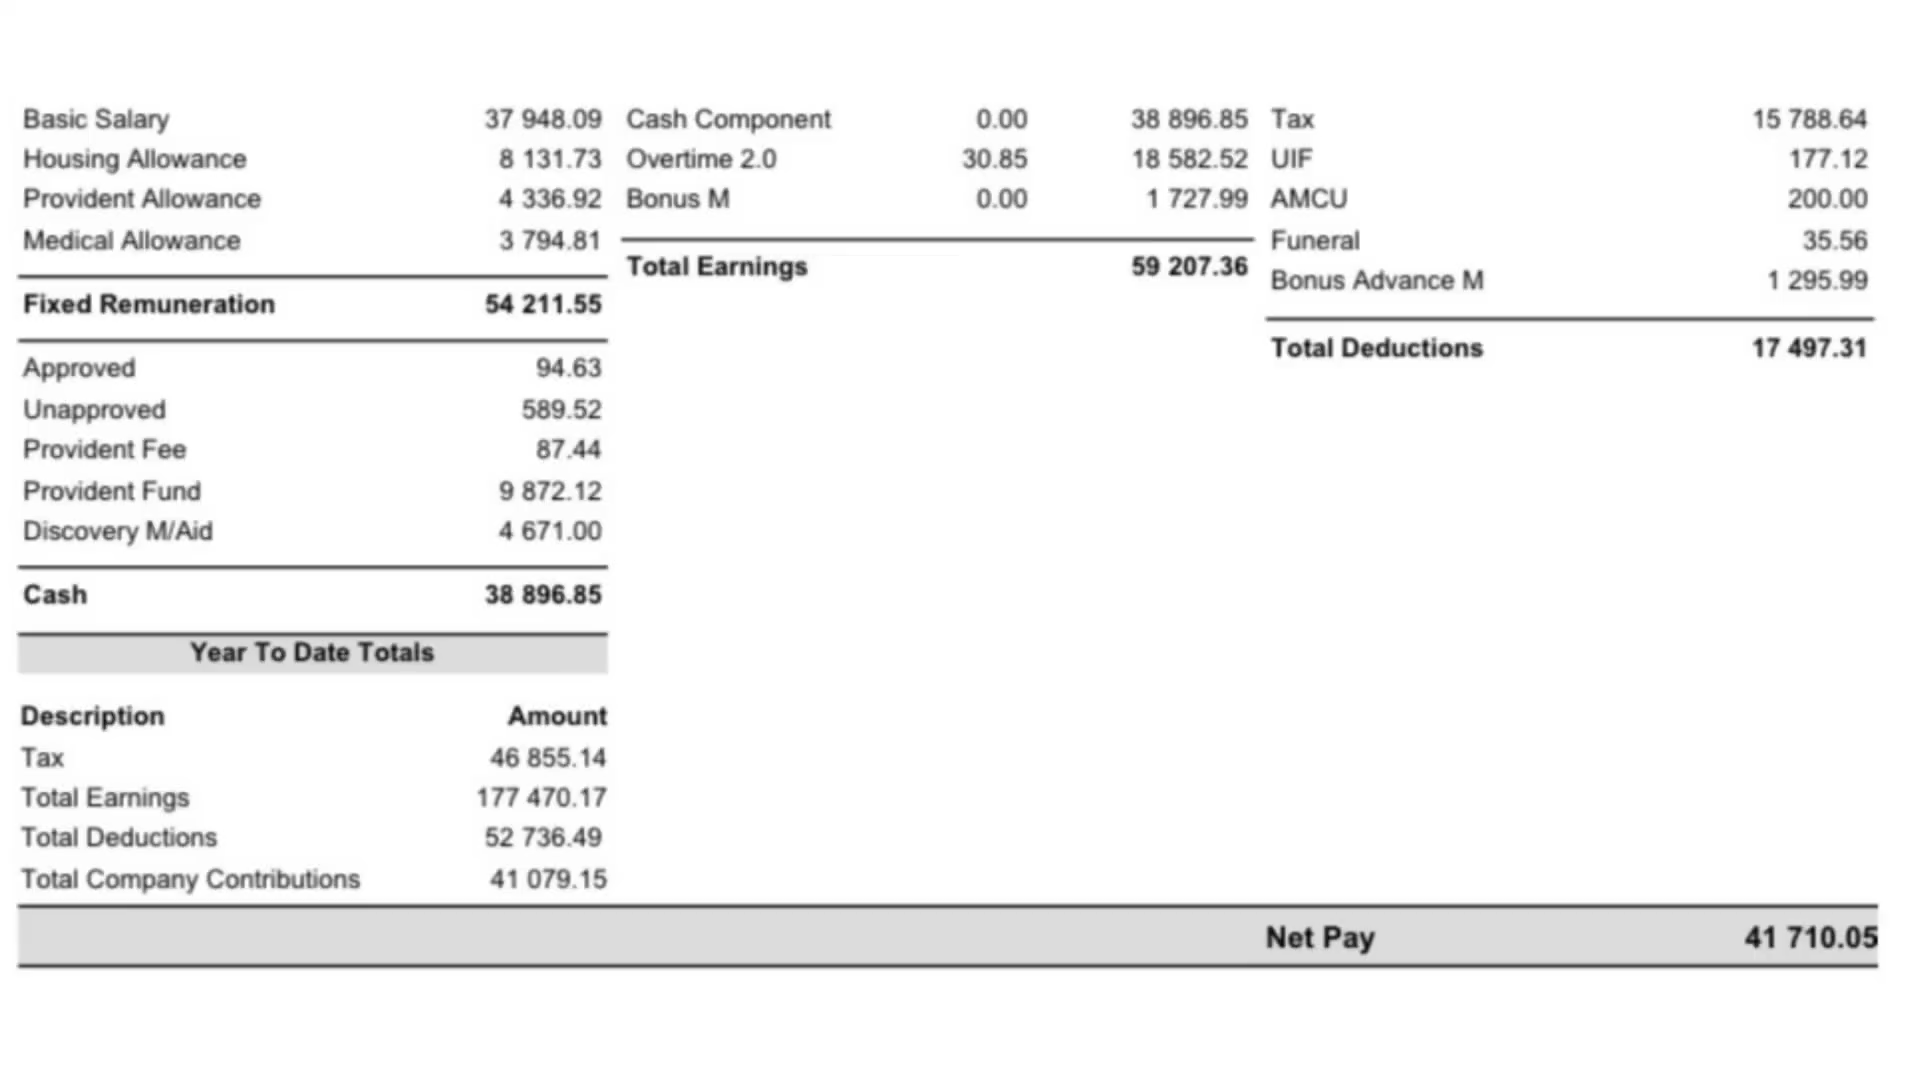 Basic Salary 37 948.09
Housing Allowance 8 131.73
Provident Allowance 4 336.92
Medical Allowance 3 794.81
Fixed Remuneration 54 211.55
Approved 94.63
Unapproved 589.52
Provident Fee 87.44
Provident Fund 9 872.12
Discovery M/Aid 4 671.00
Cash 38 896.85
Year To Date Totals
Description Amount
Tax 46 855.14
Total Earnings 177 470.17
Total Deductions 52 736.49
Total Company Contributions 41 079.15
Cash Component 0.00 38 896.85
Overtime 2.0 30.85 18 582.52
Bonus M 0.00 1 727.99
Total Earnings 59 207.36
Tax 15 788.64
UIF 177.12
AMCU 200.00
Funeral 35.56
Bonus Advance M 1 295.99
Total Deductions 17 497.31
Net Pay 41 710.05